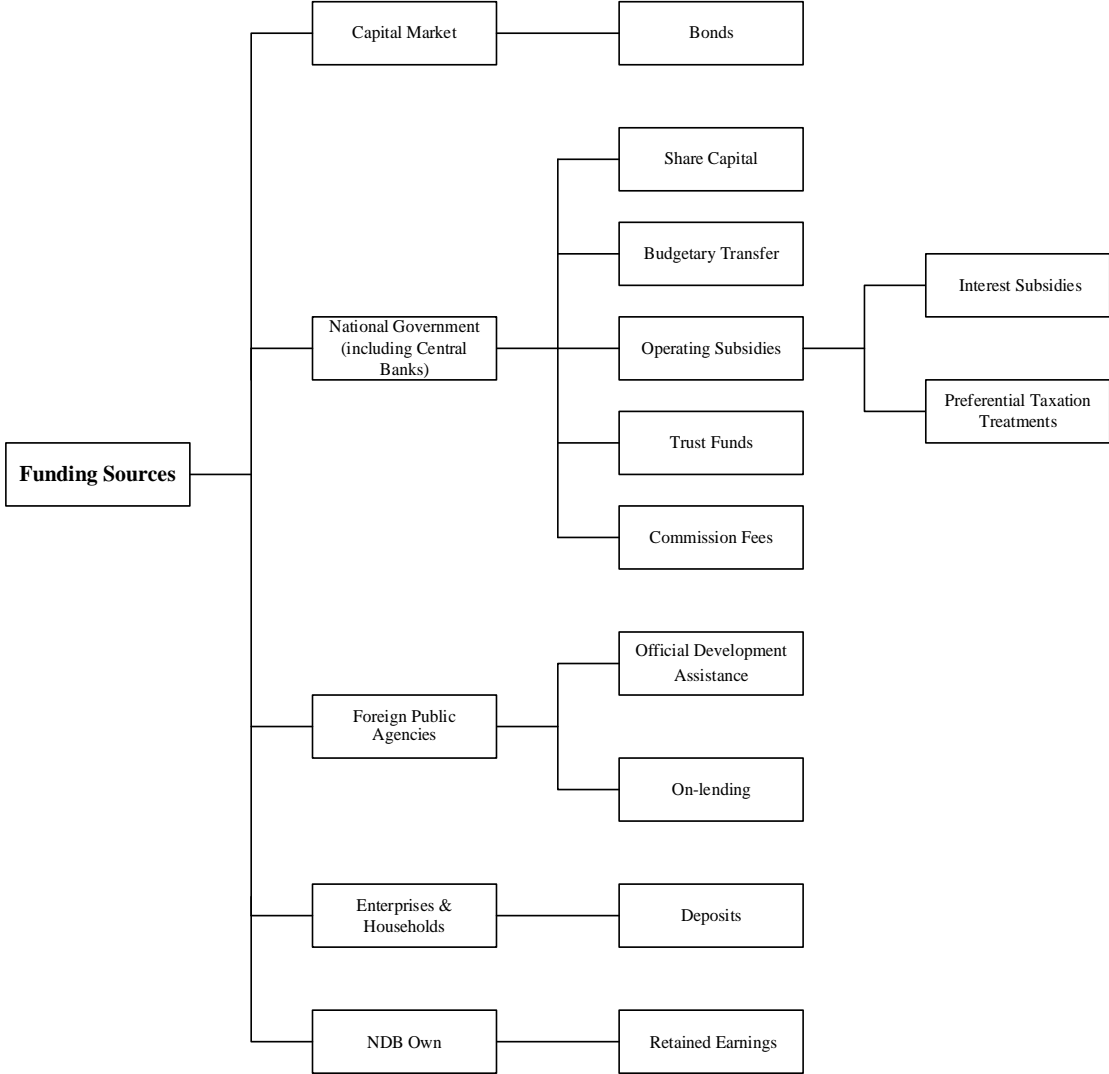 Capital Market
Bonds
Share Capital
Budgetary Transfer
Interest Subsidies
National Government
(including Central
Banks)
Operating Subsidies
Preferential Taxation
Treatments
Trust Funds
Funding Sources
Commission Fees
Official Development
Assistance
Foreign Public
Agencies
On-lending
Enterprises &
Households
Deposits
NDB Own
Retained Earnings